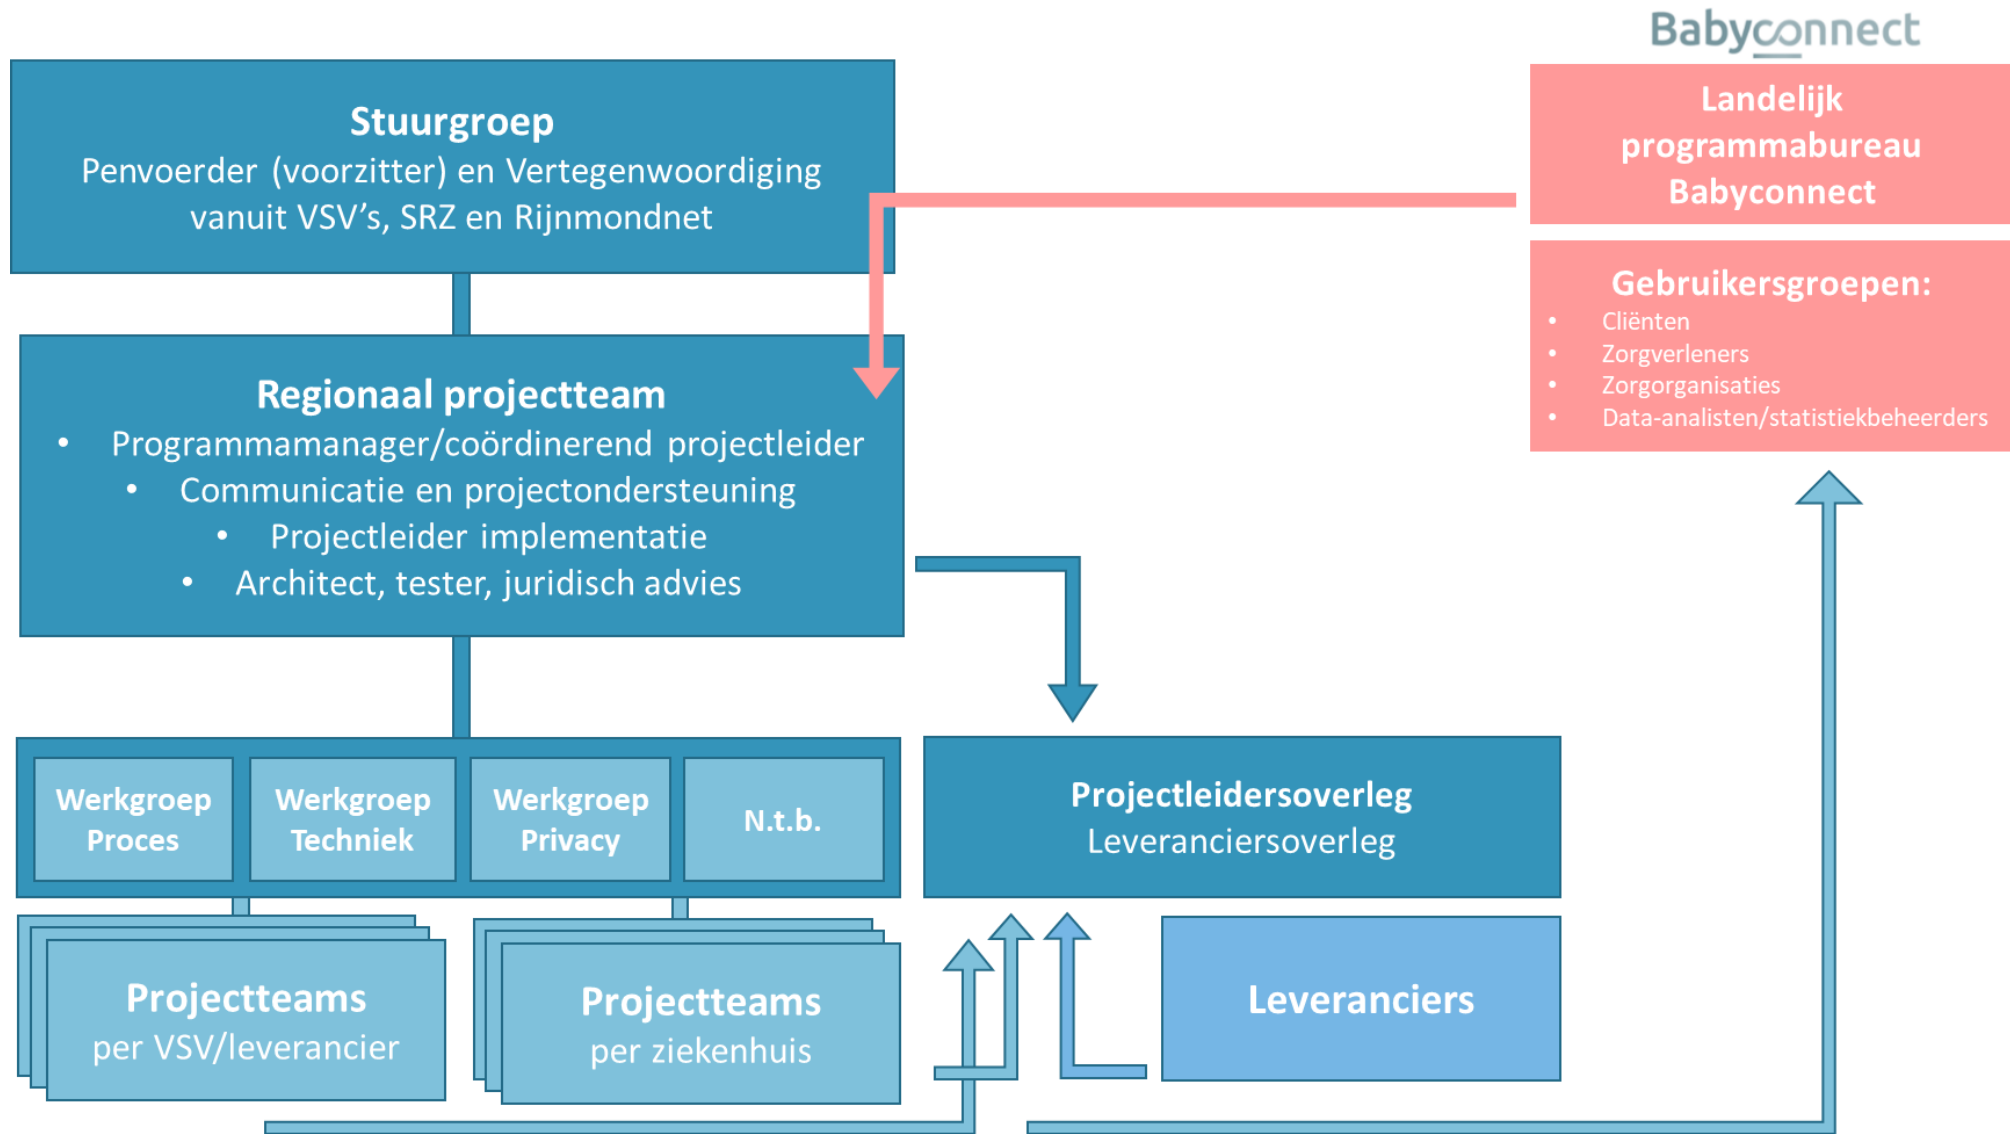 Babyconnect
Stuurgroep
Penvoerder (voorzitter) en Vertegenwoordiging
vanuit VSV's, SRZ en Rijnmondnet
Landelijk
programmabureau
Babyconnect
Gebruikersgroepen:
• Cliënten
• Zorgverleners
• Zorgorganisaties
• Data-analisten/statistiekbeheerders
Regionaal projectteam
• Programmamanager/coördinerend projectleider
• Communicatie en projectondersteuning
• Projectleider implementatie
• Architect, tester, juridisch advies
Werkgroep
Proces
Werkgroep
Techniek
Werkgroep
Privacy
N.t.b.
Projectleidersoverleg
Leveranciersoverleg
Projectteams
per VSV/leverancier
Projectteams
per ziekenhuis
Leveranciers